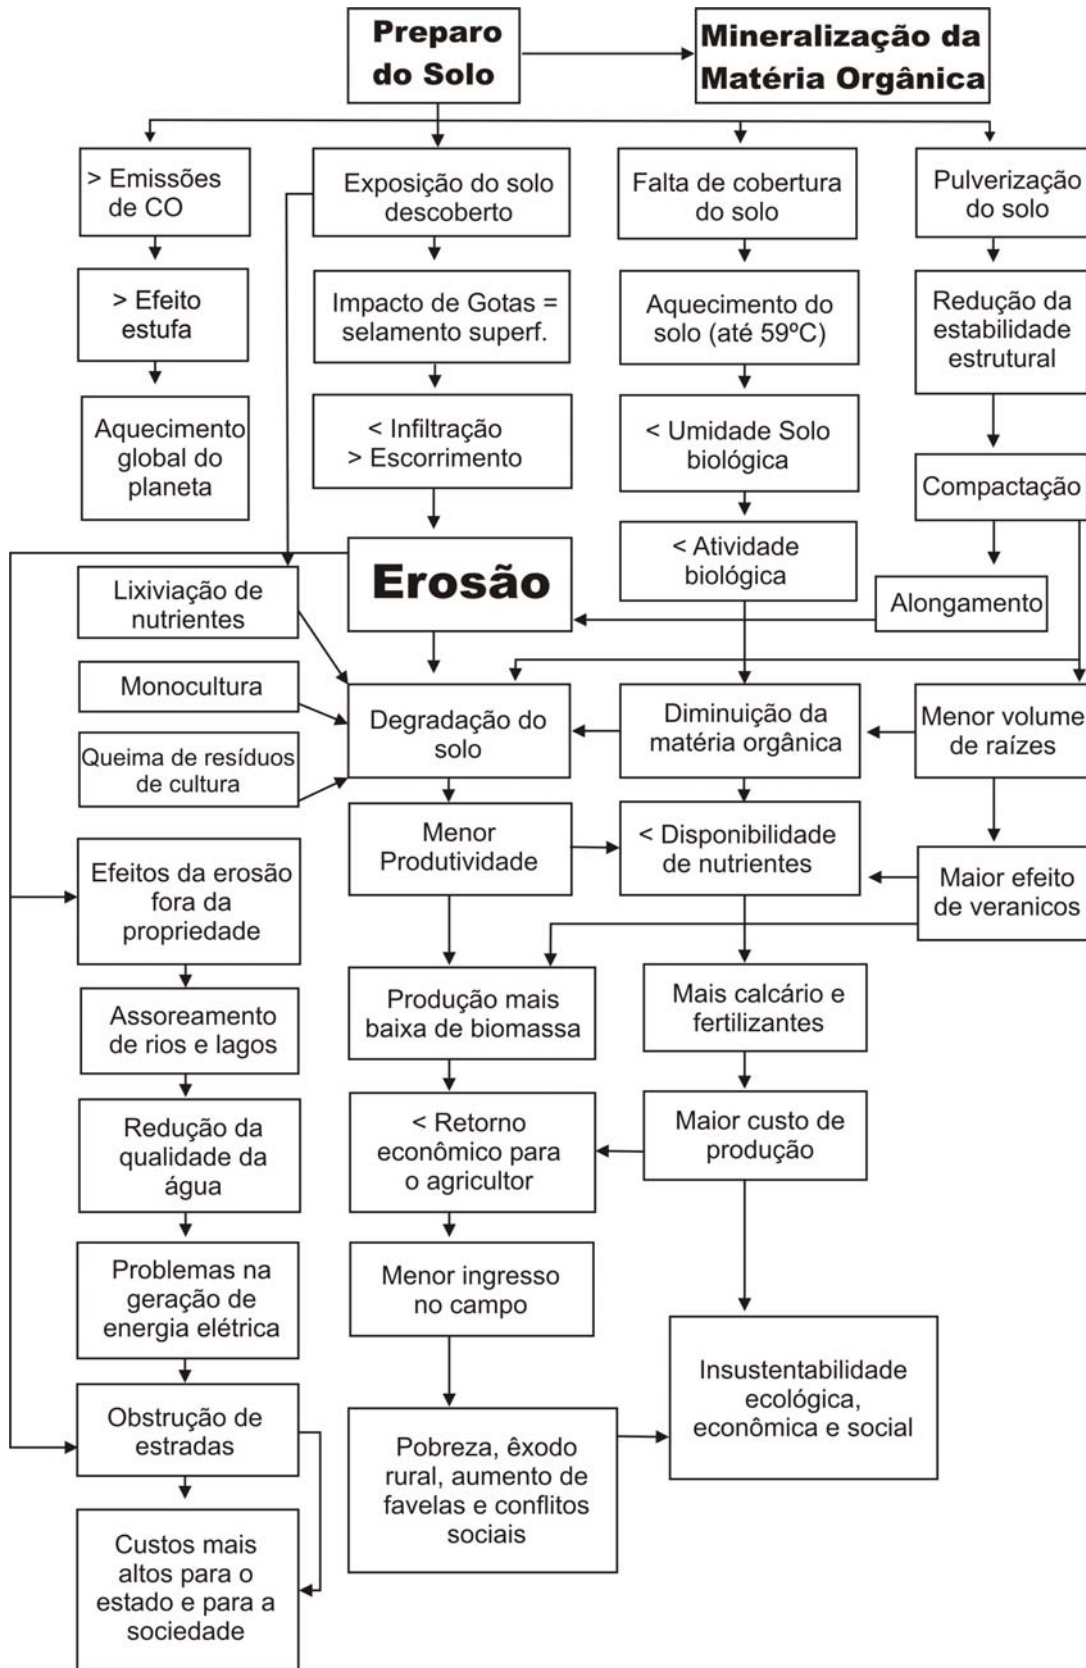 Preparo
do Solo
Mineralização da
Matéria Orgânica
> Emissões
de CO
Exposição do solo
descoberto
Falta de cobertura
do solo
Pulverização
do solo
> Efeito
estufa
Impacto de Gotas =
selamento superf.
Aquecimento do
solo (até 59ºC)
Redução da
estabilidade
estrutural
Aquecimento
global do
planeta
< Infiltração
> Escorrimento
< Umidade Solo
biológica
Compactação
Erosão
< Atividade
biológica
Alongamento
Lixiviação de
nutrientes
Monocultura
Queima de resíduos
de cultura
Degradação do
solo
Diminuição da
matéria orgânica
Menor volume
de raízes
Menor
Produtividade
< Disponibilidade
de nutrientes
Maior efeito
de veranicos
Efeitos da erosão
fora da
propriedade
Produção mais
baixa de biomassa
Mais calcário e
fertilizantes
Assoreamento
de rios e lagos
Redução da
qualidade da
água
< Retorno
econômico para
o agricultor
Maior custo de
produção
Problemas na
geração de
energia elétrica
Menor ingresso
no campo
Insustentabilidade
ecológica,
econômica e social
Obstrução de
estradas
Pobreza, êxodo
rural, aumento de
favelas e conflitos
sociais
Custos mais
altos para o
estado e para a
sociedade